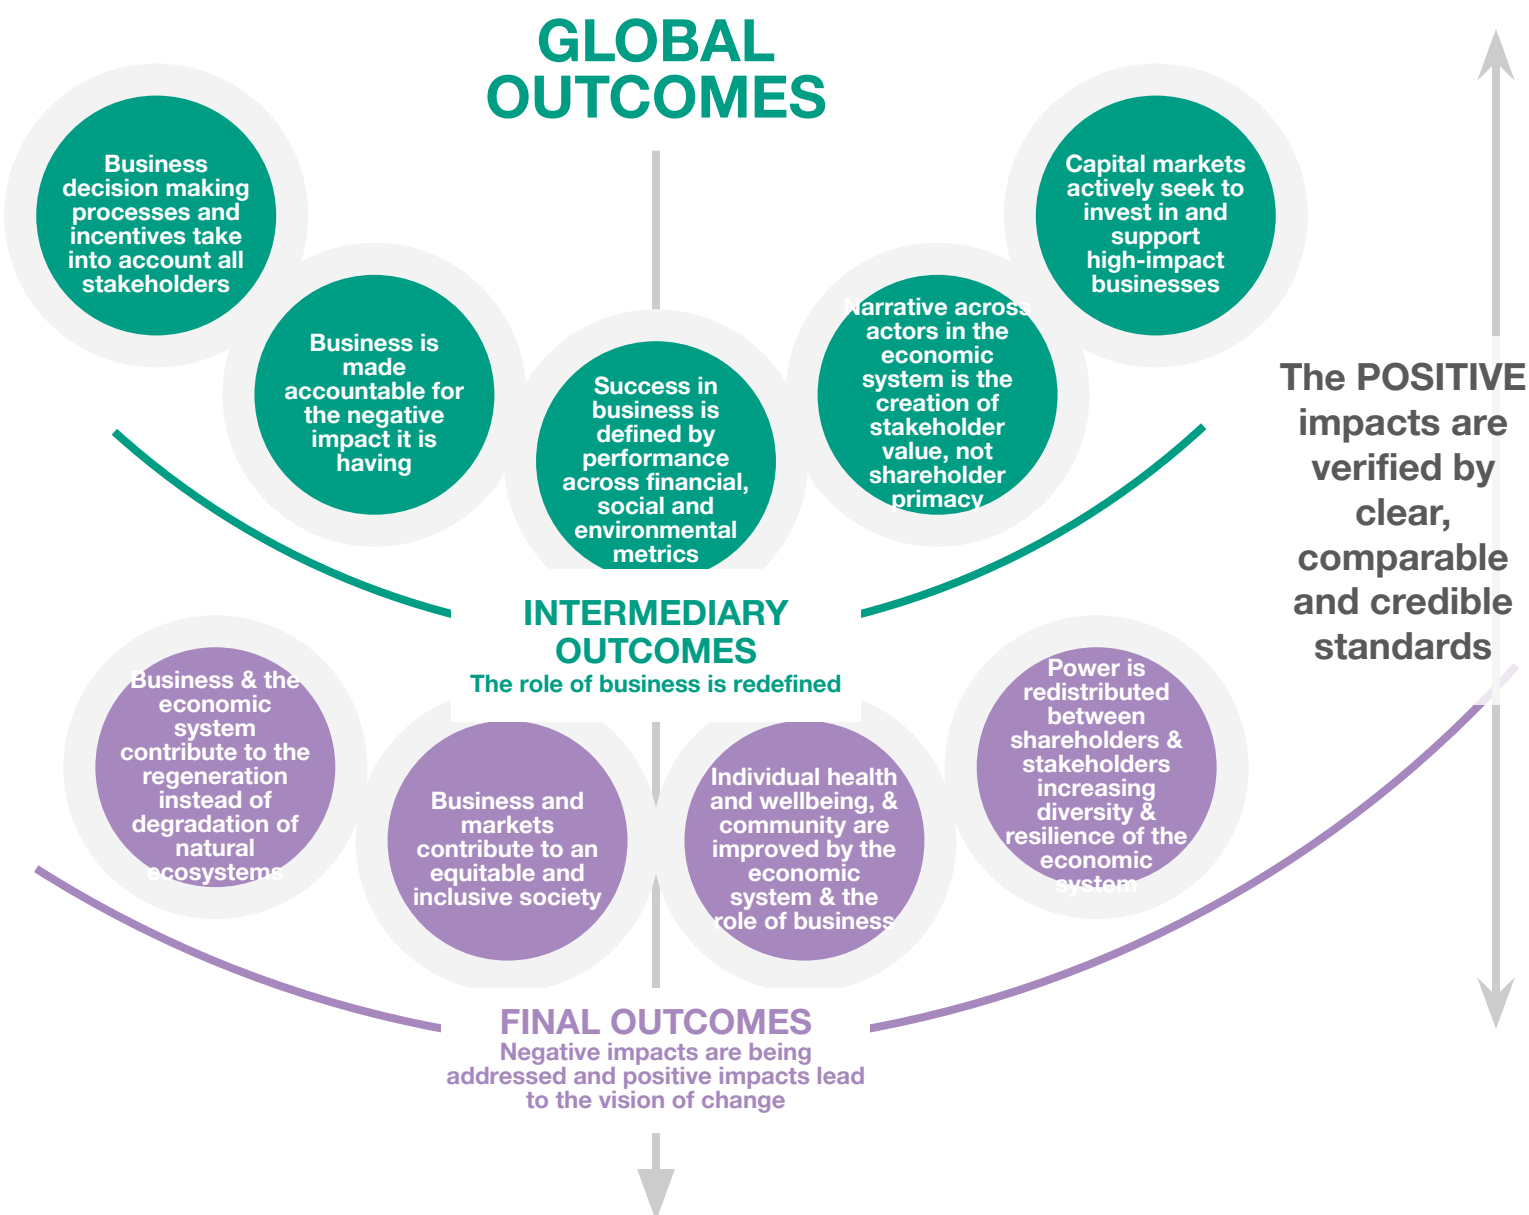 GLOBAL
OUTCOMES
Business
decision making
processes and
incentives take
into account all
stakeholders
Business is
made
accountable for
the negative
impact it is
having
Success in
business is
defined by
performance
across financial,
social and
environmental
metrics
Narrative across
actors in the
economic
system is the
creation of
stakeholder
value, not
shareholder
primacy
Capital markets
actively seek to
invest in and
support
high-impact
businesses
The POSITIVE
impacts are
verified by
clear,
comparable
and credible
standards
INTERMEDIARY
OUTCOMES
The role of business is redefined
Business & the
economic
system
contribute to the
regeneration
instead of
degradation of
natural
ecosystems
Business and
markets
contribute to an
equitable and
inclusive society
Individual health
and wellbeing, &
community are
improved by the
economic
system & the
role of business
Power is
redistributed
between
shareholders &
stakeholders
increasing
diversity &
resilience of the
economic
system
FINAL OUTCOMES
Negative impacts are being
addressed and positive impacts lead
to the vision of change